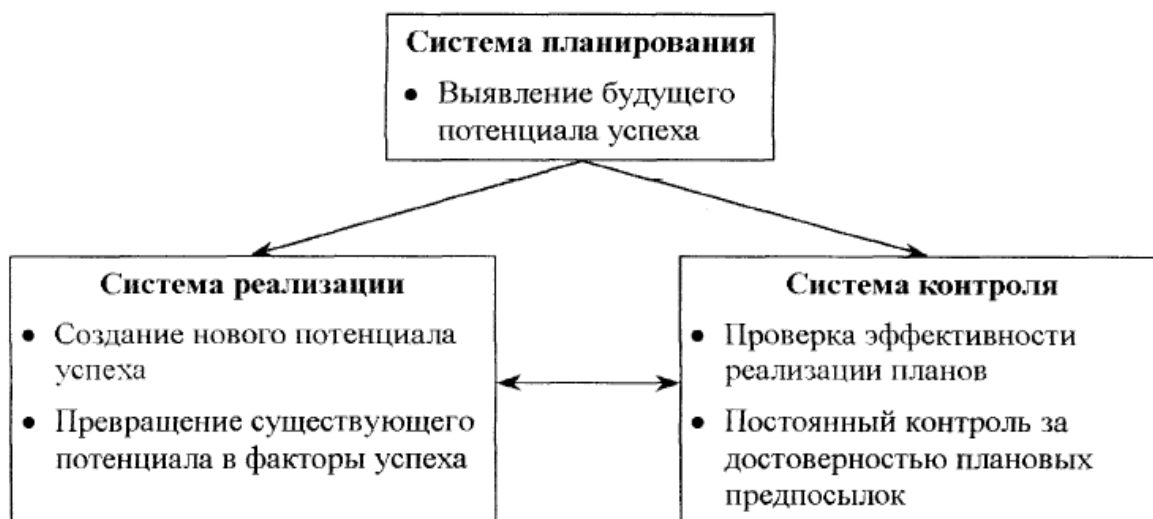 Система планирования
● Выявление будущего
потенциала успеха
Система реализации
● Создание нового потенциала
успеха
● Превращение существующего
потенциала в факторы успеха
Система контроля
● Проверка эффективности
реализации планов
● Постоянный контроль за
достоверностью плановых
предпосылок